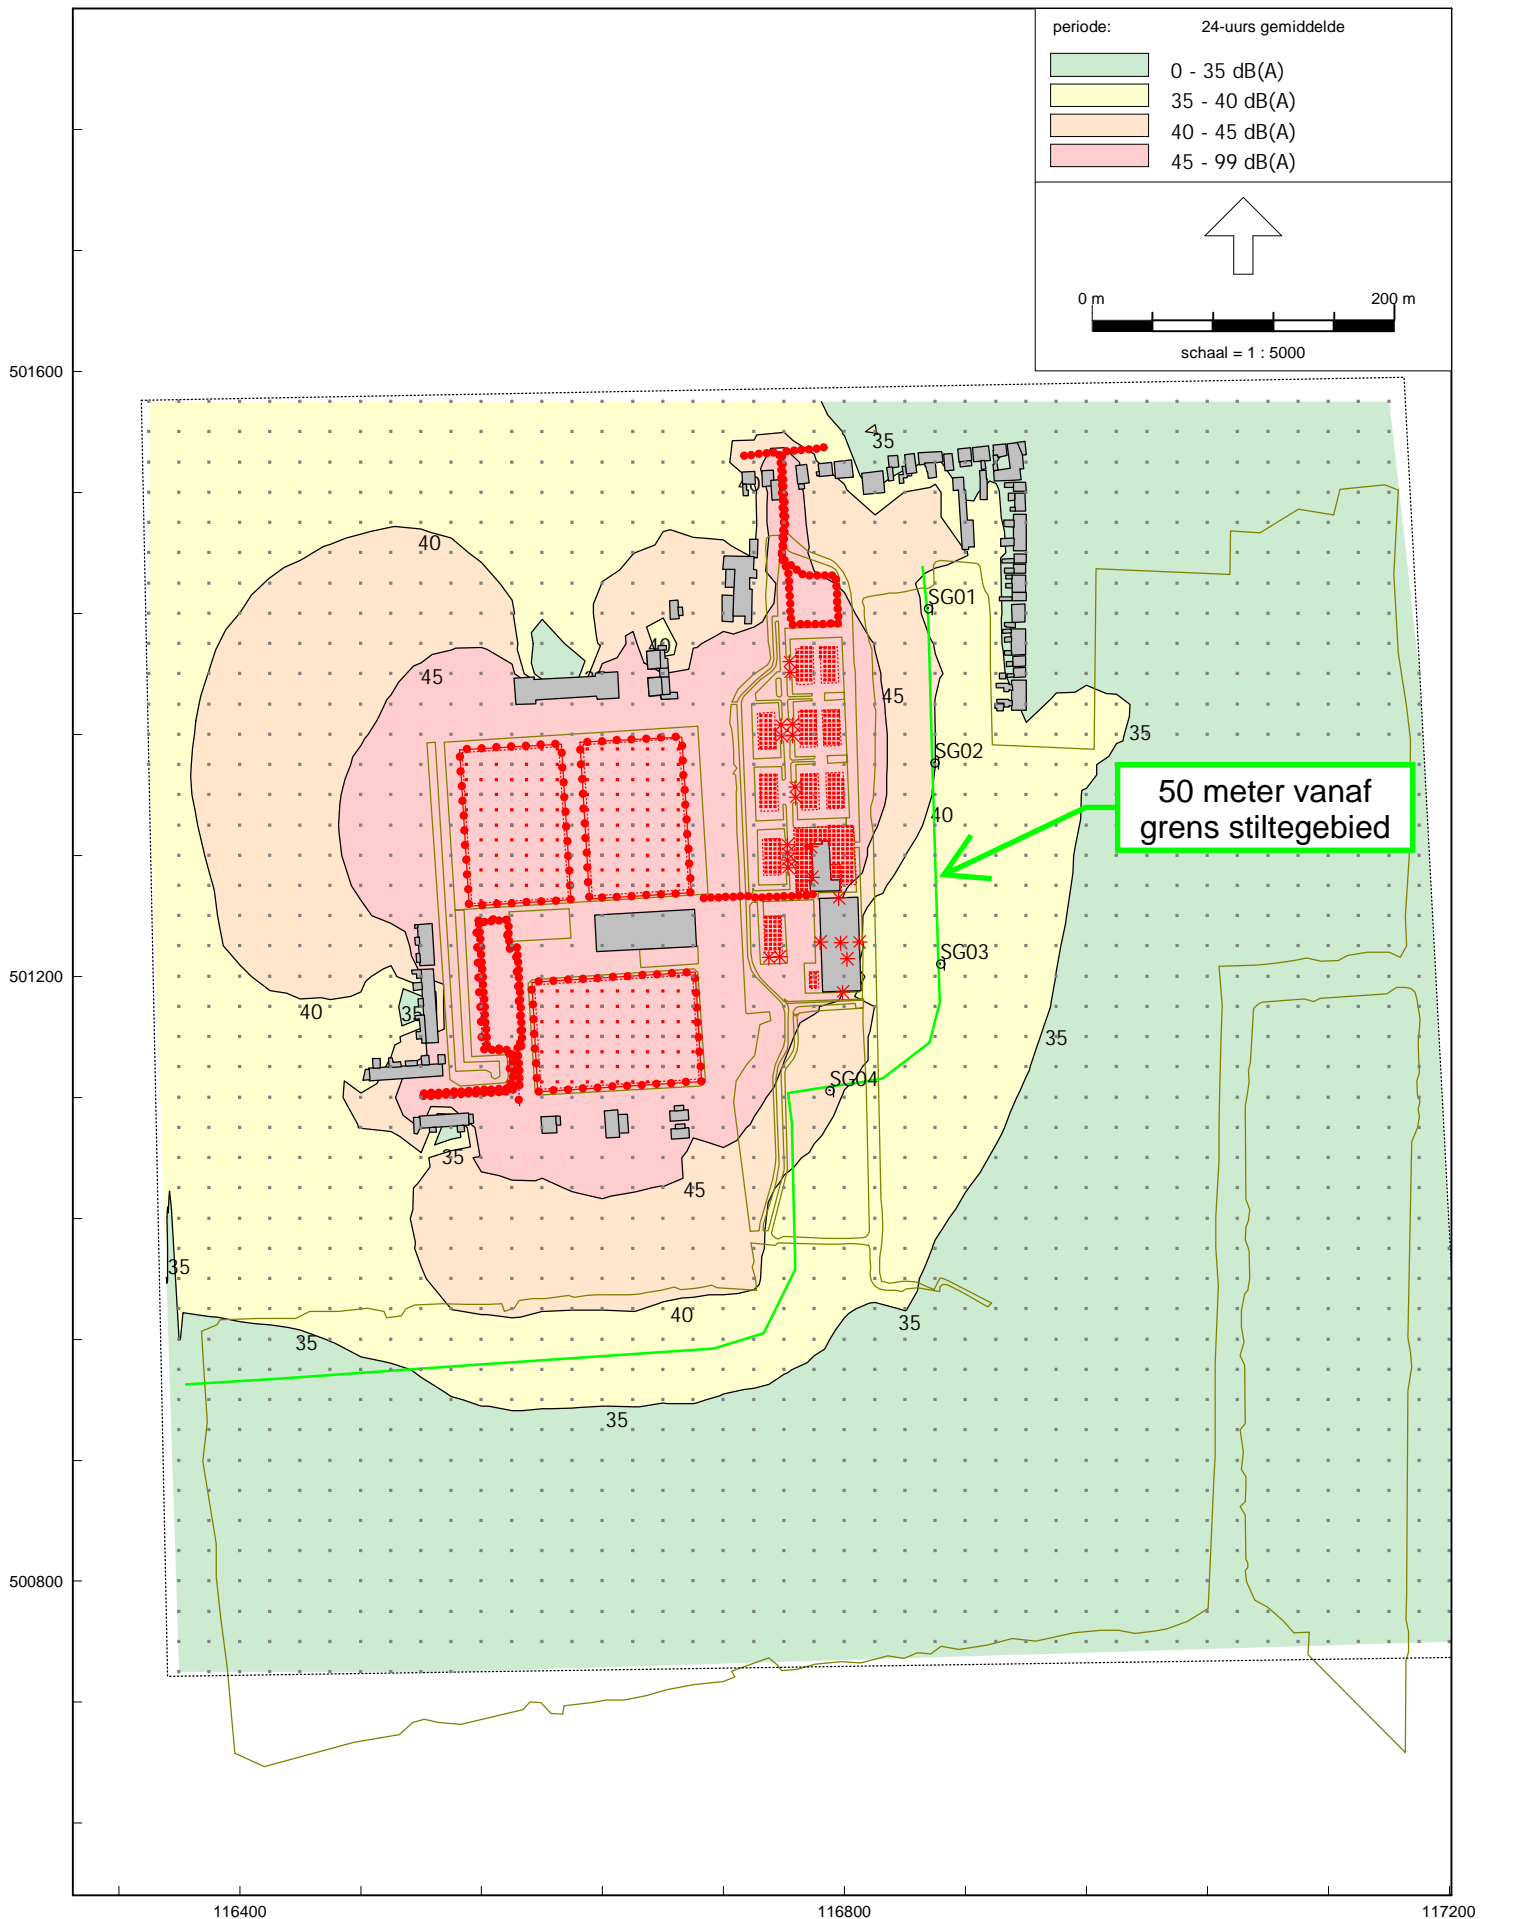 periode: 24-uurs gemiddelde
0 - 35 dB(A)
35 - 40 dB(A)
40 - 45 dB(A)
45 - 99 dB(A)
0 m 200 m
schaal = 1 : 5000
501600
35
40
40
SG01
40
45
45
35
SG02
50 meter vanaf
grens stiltegebied
40
SG03
501200
40
35
35
SG04
35
45
35
40
35
35
35
500800
116400 116800 117200